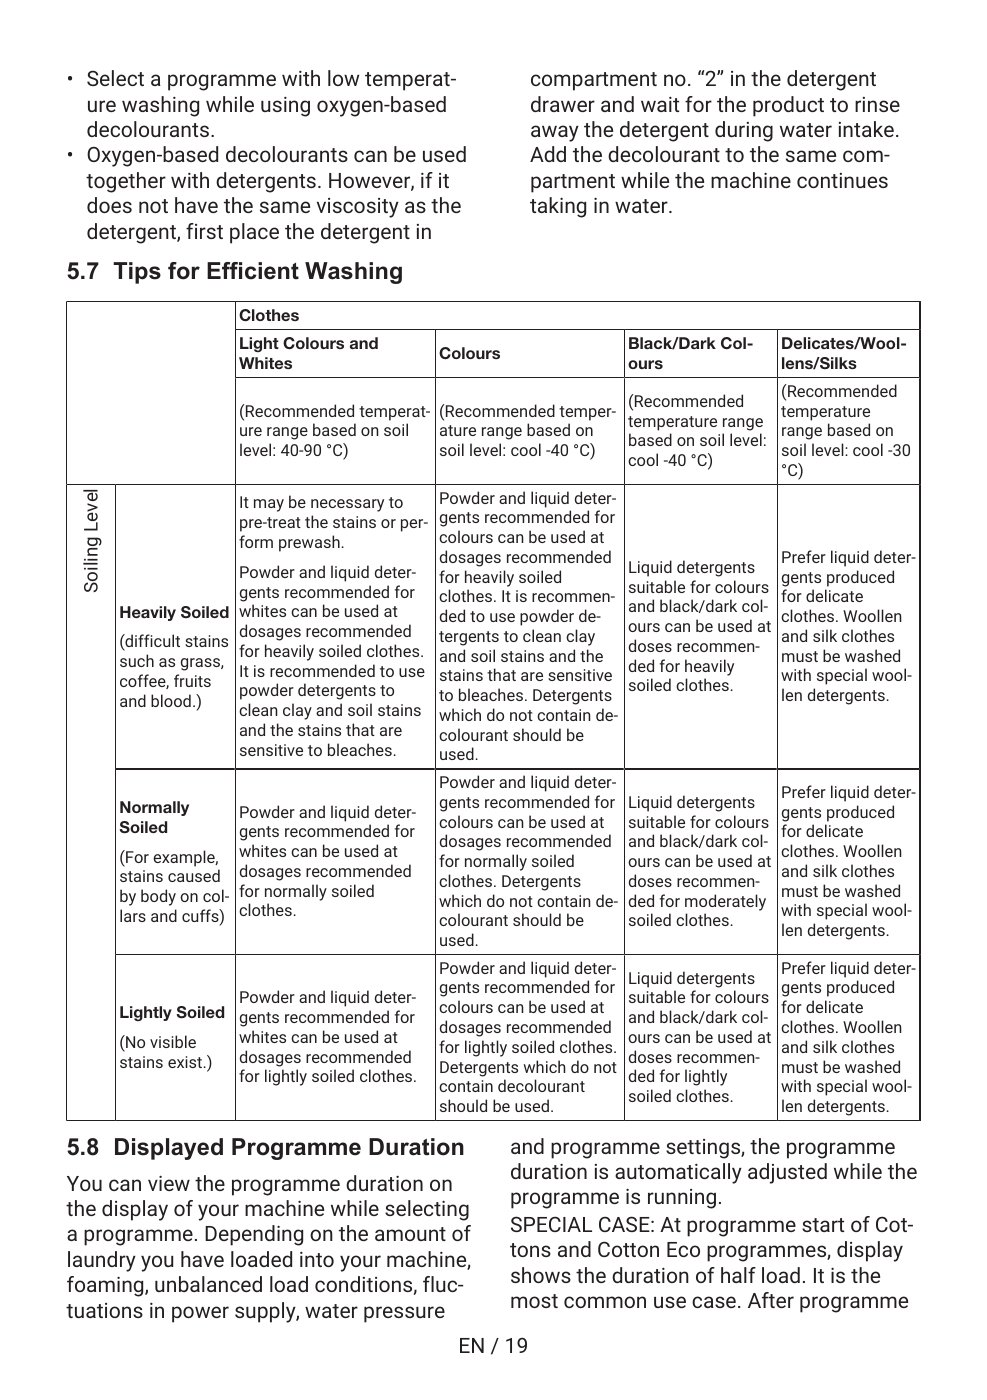 • Select a programme with low temperat-
ure washing while using oxygen-based
decolourants.
• Oxygen-based decolourants can be used
together with detergents. However, if it
does not have the same viscosity as the
detergent, first place the detergent in
compartment no. “2” in the detergent
drawer and wait for the product to rinse
away the detergent during water intake.
Add the decolourant to the same com-
partment while the machine continues
taking in water.
5.7 Tips for Efficient Washing
Clothes
Light Colours and
Whites
Colours
Black/Dark Col-
ours
Delicates/Wool-
lens/Silks
(Recommended temperat-
ure range based on soil
level: 40-90 °C)
(Recommended temper-
ature range based on
soil level: cool -40 °C)
(Recommended
temperature range
based on soil level:
cool -40 °C)
(Recommended
temperature
range based on
soil level: cool -30
°C)
Soiling Level
Heavily Soiled
(difficult stains
such as grass,
coffee, fruits
and blood.)
It may be necessary to
pre-treat the stains or per-
form prewash.
Powder and liquid deter-
gents recommended for
whites can be used at
dosages recommended
for heavily soiled clothes.
It is recommended to use
powder detergents to
clean clay and soil stains
and the stains that are
sensitive to bleaches.
Powder and liquid deter-
gents recommended for
colours can be used at
dosages recommended
for heavily soiled
clothes. It is recommen-
ded to use powder de-
tergents to clean clay
and soil stains and the
stains that are sensitive
to bleaches. Detergents
which do not contain de-
colourant should be
used.
Liquid detergents
suitable for colours
and black/dark col-
ours can be used at
doses recommen-
ded for heavily
soiled clothes.
Prefer liquid deter-
gents produced
for delicate
clothes. Woollen
and silk clothes
must be washed
with special wool-
len detergents.
Normally
Soiled
(For example,
stains caused
by body on col-
lars and cuffs)
Powder and liquid deter-
gents recommended for
whites can be used at
dosages recommended
for normally soiled
clothes.
Powder and liquid deter-
gents recommended for
colours can be used at
dosages recommended
for normally soiled
clothes. Detergents
which do not contain de-
colourant should be
used.
Liquid detergents
suitable for colours
and black/dark col-
ours can be used at
doses recommen-
ded for moderately
soiled clothes.
Prefer liquid deter-
gents produced
for delicate
clothes. Woollen
and silk clothes
must be washed
with special wool-
len detergents.
Lightly Soiled
(No visible
stains exist.)
Powder and liquid deter-
gents recommended for
whites can be used at
dosages recommended
for lightly soiled clothes.
Powder and liquid deter-
gents recommended for
colours can be used at
dosages recommended
for lightly soiled clothes.
Detergents which do not
contain decolourant
should be used.
Liquid detergents
suitable for colours
and black/dark col-
ours can be used at
doses recommen-
ded for lightly
soiled clothes.
Prefer liquid deter-
gents produced
for delicate
clothes. Woollen
and silk clothes
must be washed
with special wool-
len detergents.
5.8 Displayed Programme Duration
You can view the programme duration on
the display of your machine while selecting
a programme. Depending on the amount of
laundry you have loaded into your machine,
foaming, unbalanced load conditions, fluc-
tuations in power supply, water pressure
and programme settings, the programme
duration is automatically adjusted while the
programme is running.
SPECIAL CASE: At programme start of Cot-
tons and Cotton Eco programmes, display
shows the duration of half load. It is the
most common use case. After programme
EN / 19